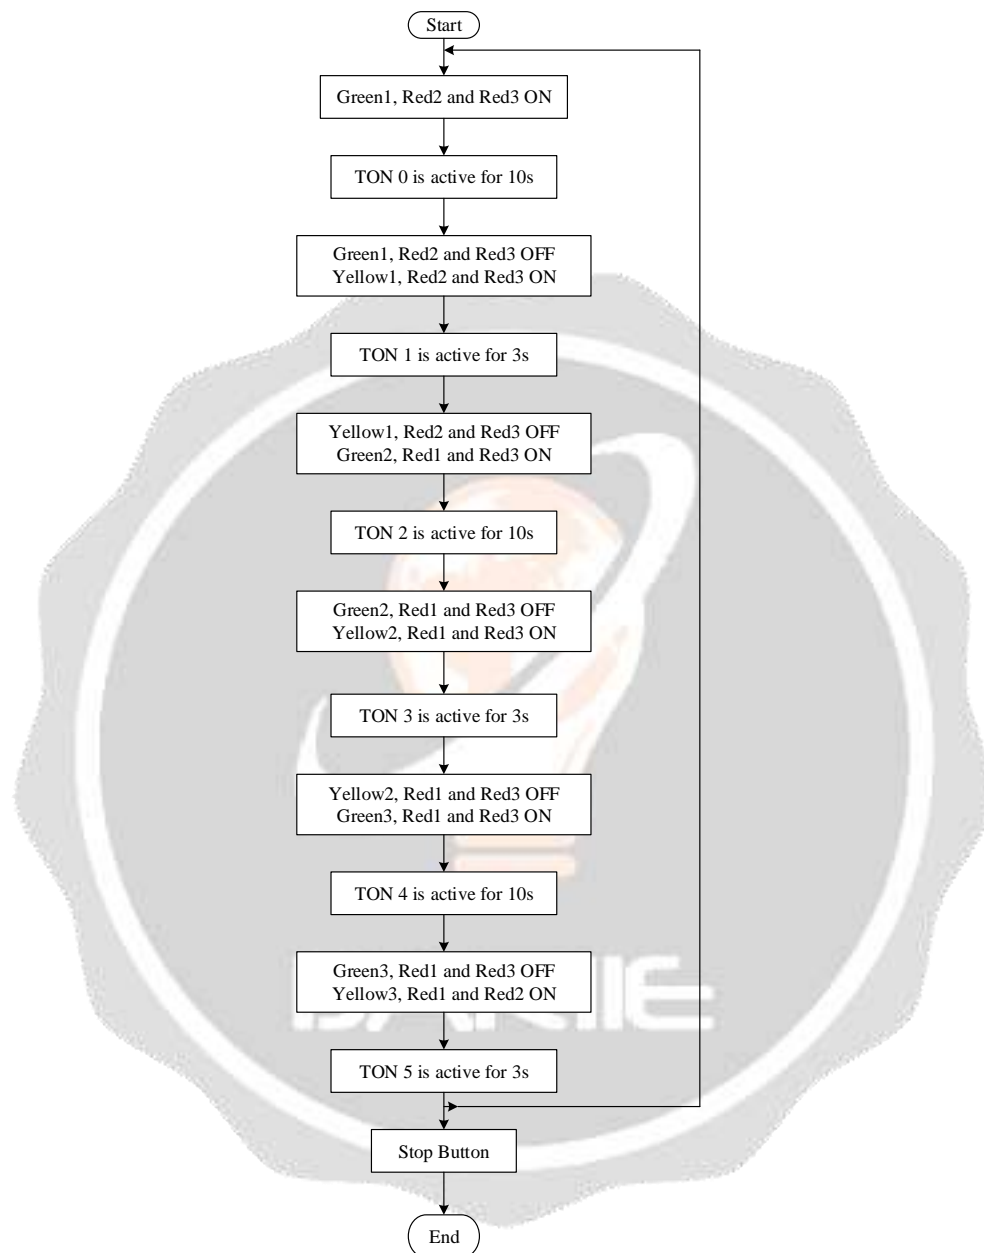 Start
Green1, Red2 and Red3 ON
TON 0 is active for 10s
Green1, Red2 and Red3 OFF
Yellow1, Red2 and Red3 ON
TON 1 is active for 3s
Yellow1, Red2 and Red3 OFF
Green2, Red1 and Red3 ON
TON 2 is active for 10s
Green2, Red1 and Red3 OFF
Yellow2, Red1 and Red3 ON
TON 3 is active for 3s
Yellow2, Red1 and Red3 OFF
Green3, Red1 and Red3 ON
TON 4 is active for 10s
Green3, Red1 and Red3 OFF
Yellow3, Red1 and Red2 ON
TON 5 is active for 3s
Stop Button
End